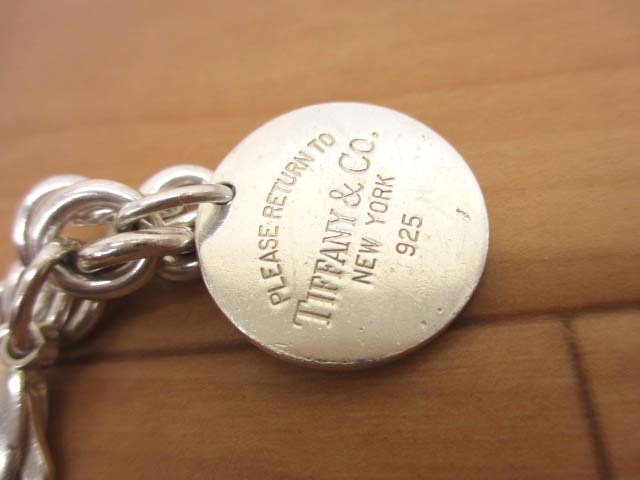 PLEASE RETURN TO
TIFFANY & CO.
NEW YORK
925